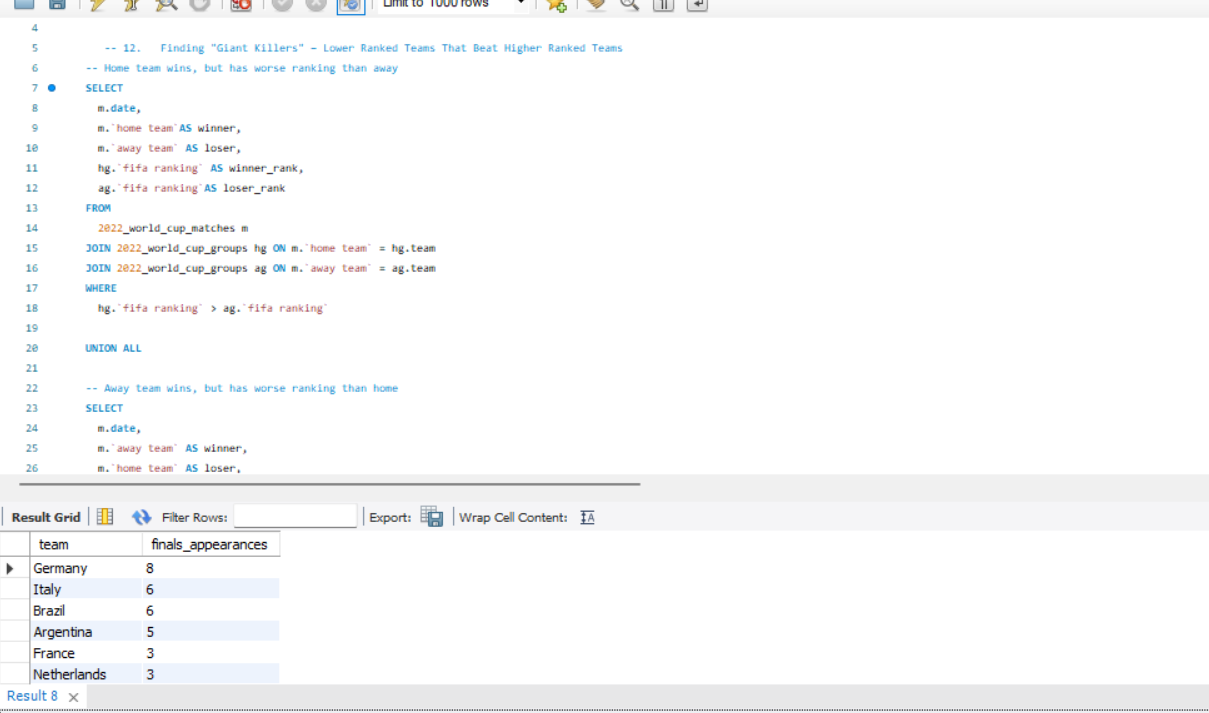 Limit to 1000 rows
4
5 -- 12. Finding "Giant Killers" – Lower Ranked Teams That Beat Higher Ranked Teams
6 -- Home team wins, but has worse ranking than away
7 SELECT
8 m.date,
9 m.`home team`AS winner,
10 m.`away team` AS loser,
11 hg.`fifa ranking` AS winner_rank,
12 ag.`fifa ranking`AS loser_rank
13 FROM
14 2022_world_cup_matches m
15 JOIN 2022_world_cup_groups hg ON m.`home team` = hg.team
16 JOIN 2022_world_cup_groups ag ON m.`away team` = ag.team
17 WHERE
18 hg.`fifa ranking` > ag.`fifa ranking`
19
20 UNION ALL
21
22 -- Away team wins, but has worse ranking than home
23 SELECT
24 m.date,
25 m.`away team` AS winner,
26 m.`home team` AS loser,
Result Grid Filter Rows: Export: Wrap Cell Content: IA
team finals_appearances
Germany 8
Italy 6
Brazil 6
Argentina 5
France 3
Netherlands 3
Result 8 ×